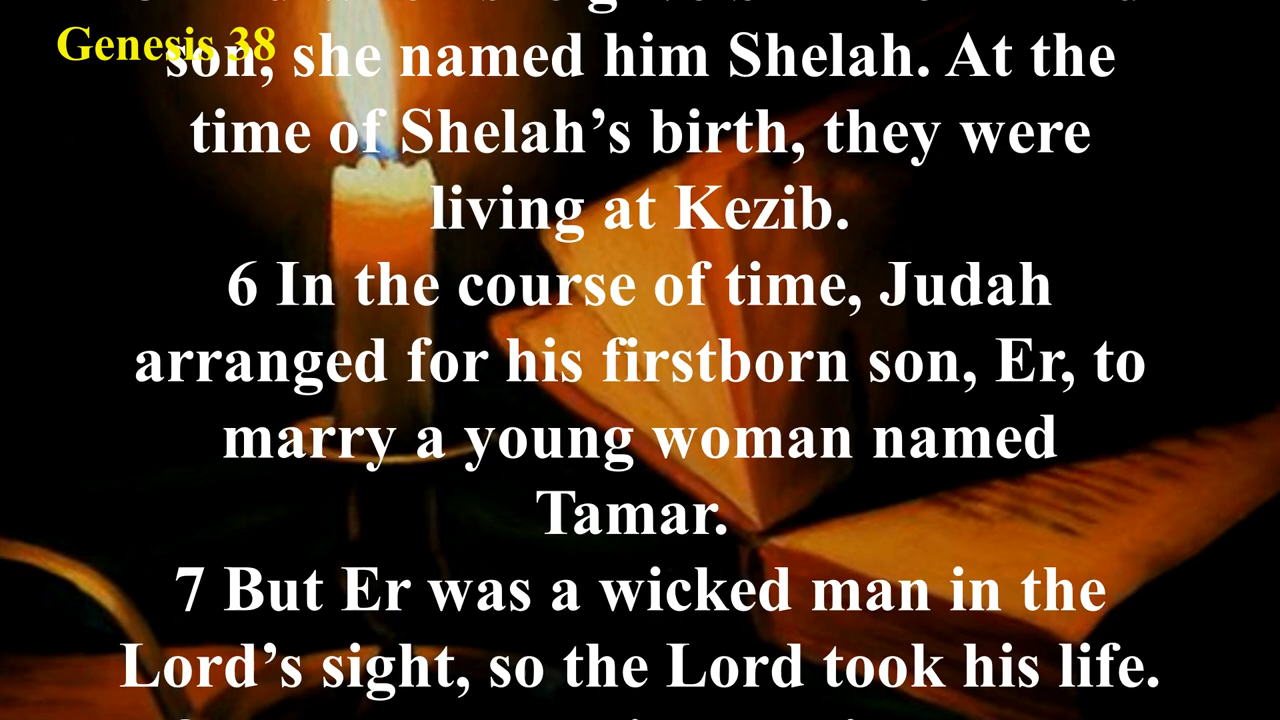 Genesis 38
son, she named him Shelah. At the
time of Shelah’s birth, they were
living at Kezib.
6 In the course of time, Judah
arranged for his firstborn son, Er, to
marry a young woman named
Tamar.
7 But Er was a wicked man in the
Lord’s sight, so the Lord took his life.